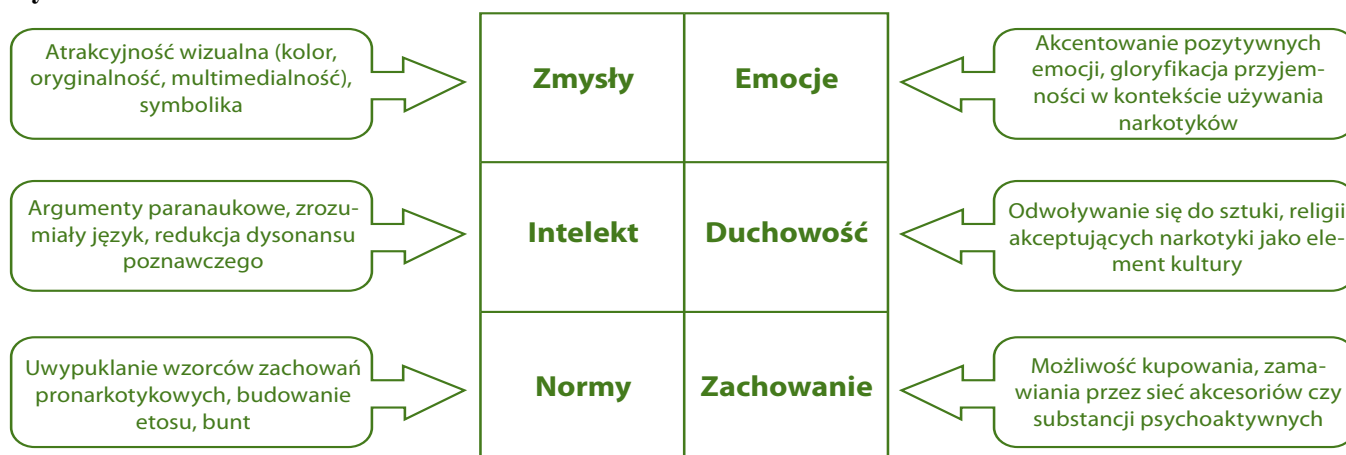 Atrakcyjność wizualna (kolor,
oryginalność, multimedialność),
symbolika
Zmysły
Emocje
Akcentowanie pozytywnych
emocji, gloryfikacja przyjem-
ności w kontekście używania
narkotyków
Argumenty paranaukowe, zrozu-
miały język, redukcja dysonansu
poznawczego
Intelekt
Duchowość
Odwoływanie się do sztuki, religii
akceptujących narkotyki jako ele-
ment kultury
Uwypuklanie wzorców zachowań
pronarkotykowych, budowanie
etosu, bunt
Normy
Zachowanie
Możliwość kupowania, zama-
wiania przez sieć akcesoriów czy
substancji psychoaktywnych